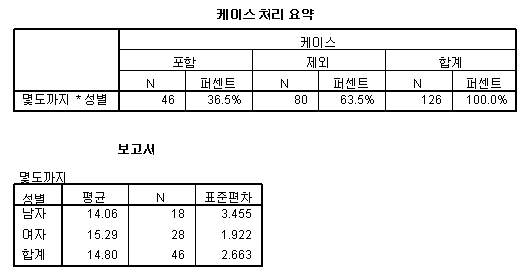 케이스 처리 요약
케이스
포함 제외 합계
N 퍼센트 N 퍼센트 N 퍼센트
몇도까지 * 성별 46 36.5% 80 63.5% 126 100.0%
보고서
몇도까지
성별 평균 N 표준편차
남자 14.06 18 3.455
여자 15.29 28 1.922
합계 14.80 46 2.663